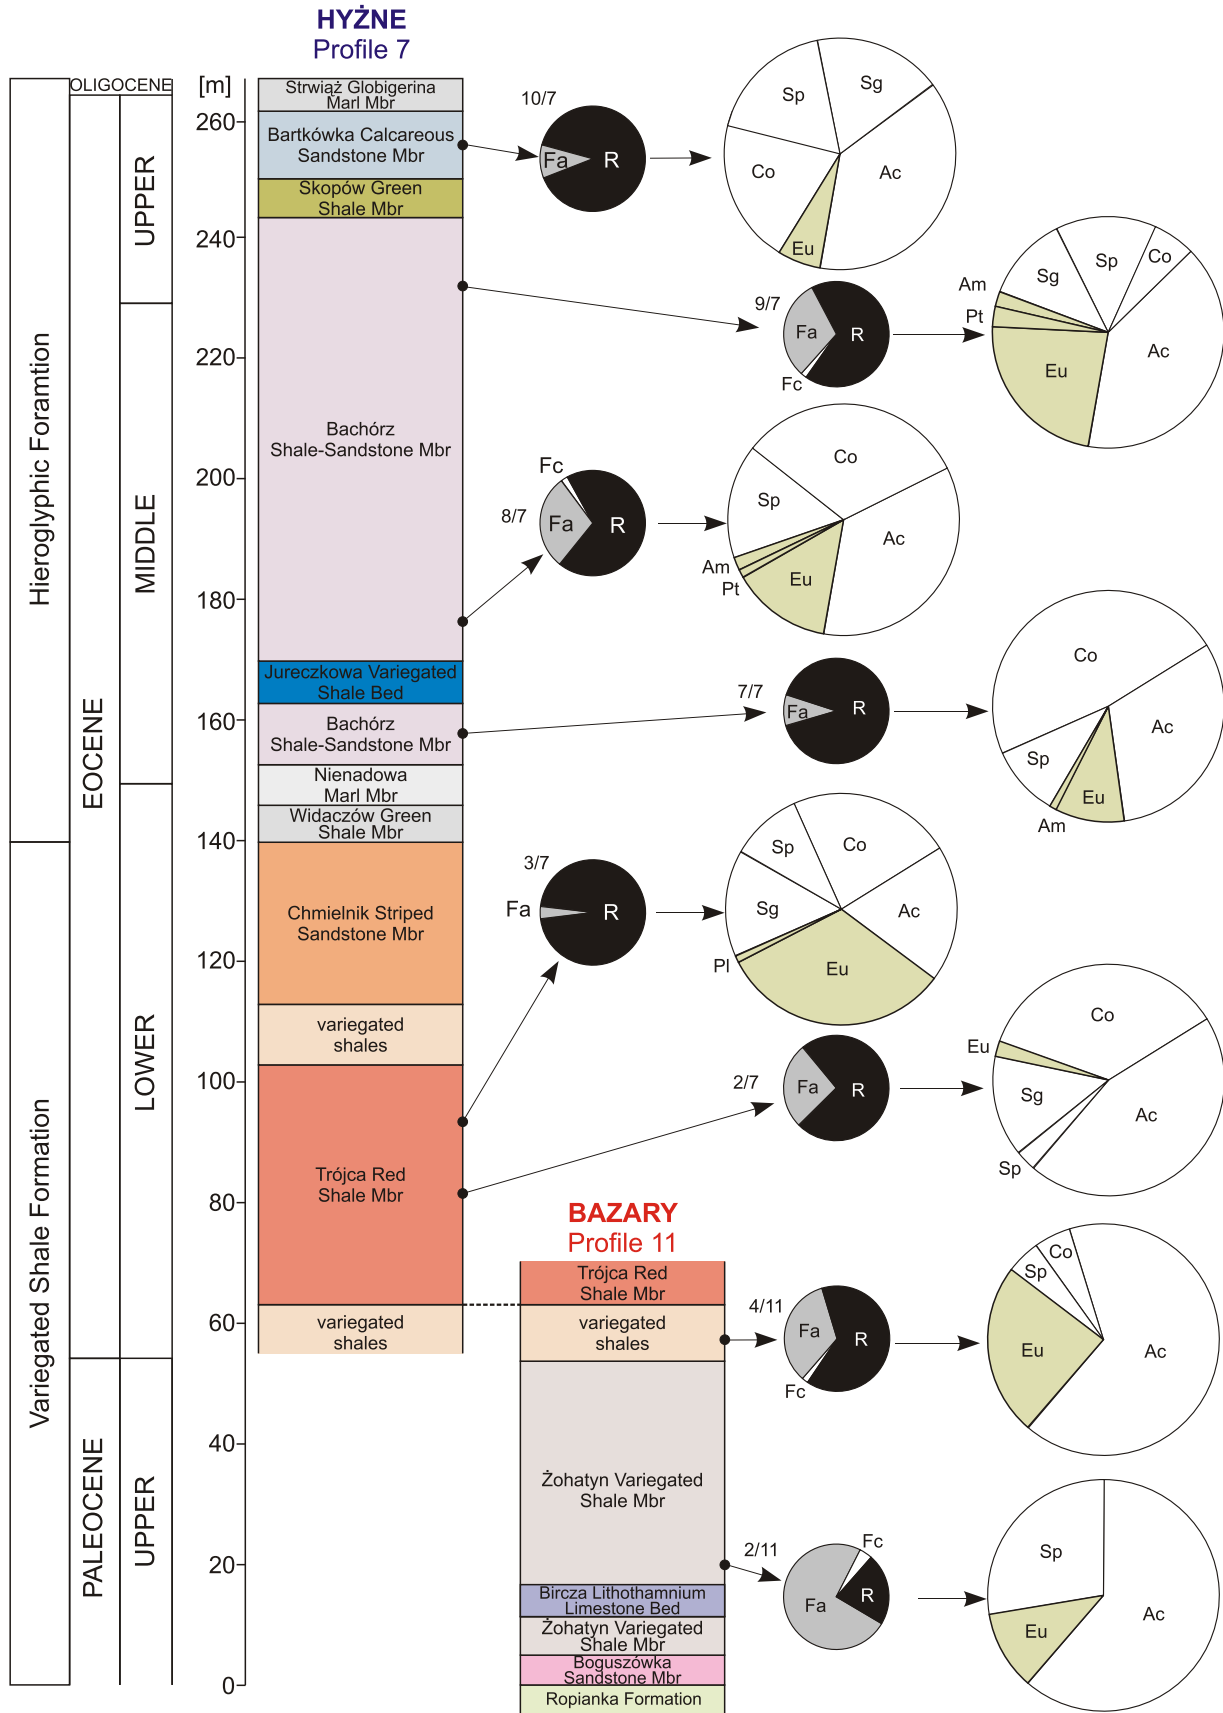 HYŻNE
Profile 7
OLIGOCENE
[m]
Strwiąż Globigerina
Marl Mbr
10/7
Sp
Sg
260
Bartkówka Calcareous
Sandstone Mbr
Fa
R
Co
Ac
UPPER
Skopów Green
Shale Mbr
240
Eu
Sp
Co
Sg
Am
9/7
Pt
Fa
R
Ac
220
Fc
Eu
Hieroglyphic Foramtion
MIDDLE
Bachórz
Shale-Sandstone Mbr
200
Fc
Co
Sp
8/7
Fa
R
Ac
Am
Pt
Eu
180
Jureczkowa Variegated
Shale Bed
Co
7/7
Fa
R
Ac
EOCENE
160
Bachórz
Shale-Sandstone Mbr
Sp
Eu
Am
Nienadowa
Marl Mbr
Widaczów Green
Shale Mbr
140
Sp
Co
3/7
Fa
R
Sg
Ac
Chmielnik Striped
Sandstone Mbr
Pl
Eu
120
LOWER
variegated
shales
Co
Eu
100
2/7
Fa
R
Sg
Ac
Sp
Variegated Shale Formation
Trójca Red
Shale Mbr
80
BAZARY
Profile 11
Trójca Red
Shale Mbr
Co
Sp
4/11
60
variegated
shales
variegated
shales
Fa
R
Eu
Ac
Fc
40
PALEOCENE
UPPER
Żohatyn Variegated
Shale Mbr
Fc
2/11
Sp
20
Bircza Lithothamnium
Limestone Bed
Fa
R
Ac
Żohatyn Variegated
Shale Mbr
Eu
Boguszówka
Sandstone Mbr
0
Ropianka Formation